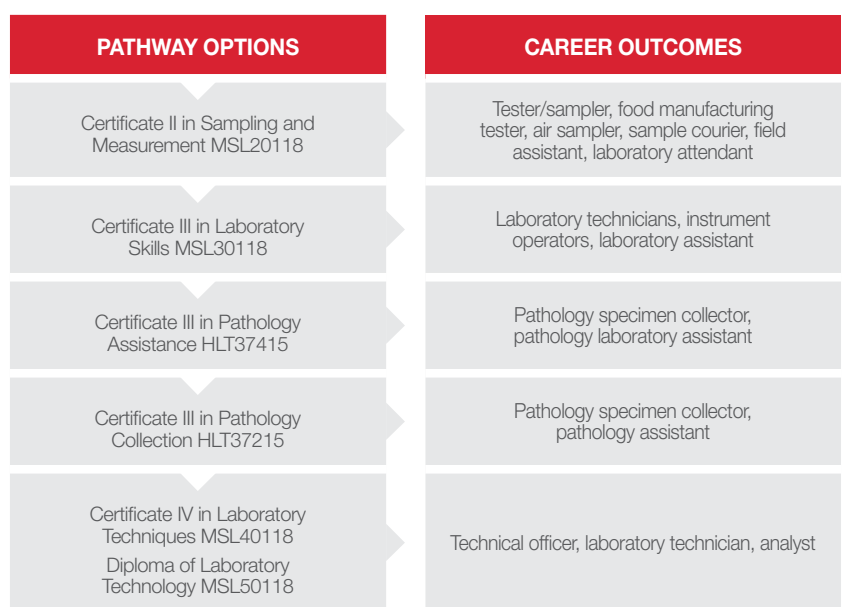 PATHWAY OPTIONS
CAREER OUTCOMES
Certificate II in Sampling and
Measurement MSL20118
Tester/sampler, food manufacturing
tester, air sampler, sample courier, field
assistant, laboratory attendant
Certificate III in Laboratory
Skills MSL30118
Laboratory technicians, instrument
operators, laboratory assistant
Certificate III in Pathology
Assistance HLT37415
Pathology specimen collector,
pathology laboratory assistant
Certificate III in Pathology
Collection HLT37215
Pathology specimen collector,
pathology assistant
Certificate IV in Laboratory
Techniques MSL40118
Diploma of Laboratory
Technology MSL50118
Technical officer, laboratory technician, analyst